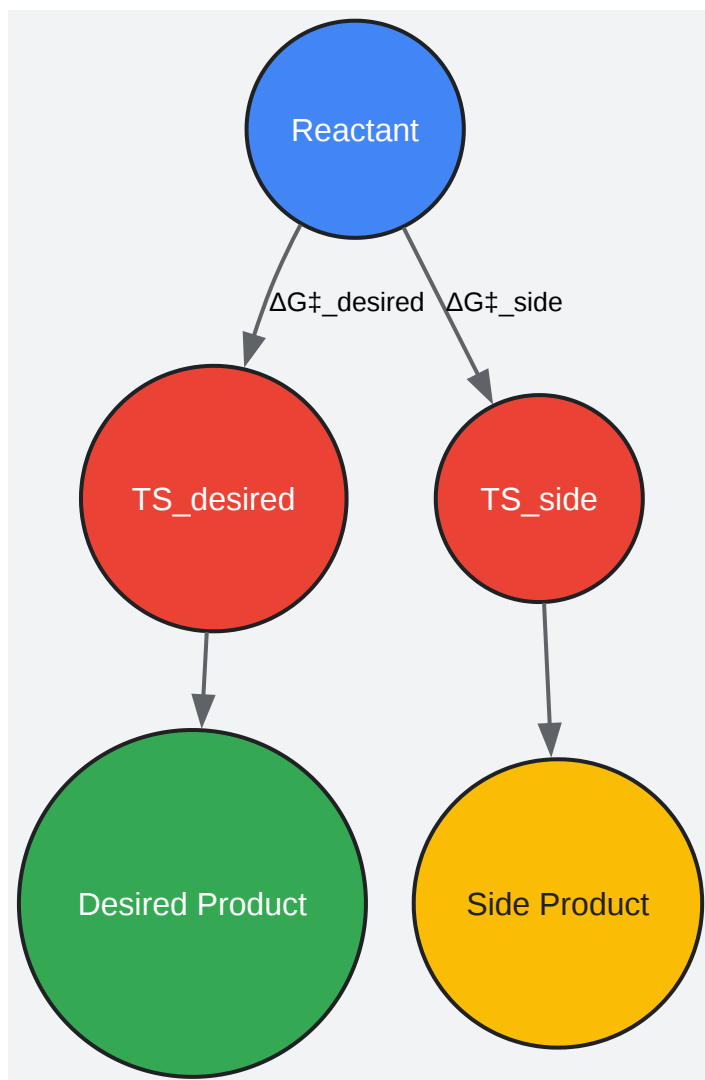 Reactant
ΔG‡_desired
ΔG‡_side
TS_desired
TS_side
Desired Product
Side Product